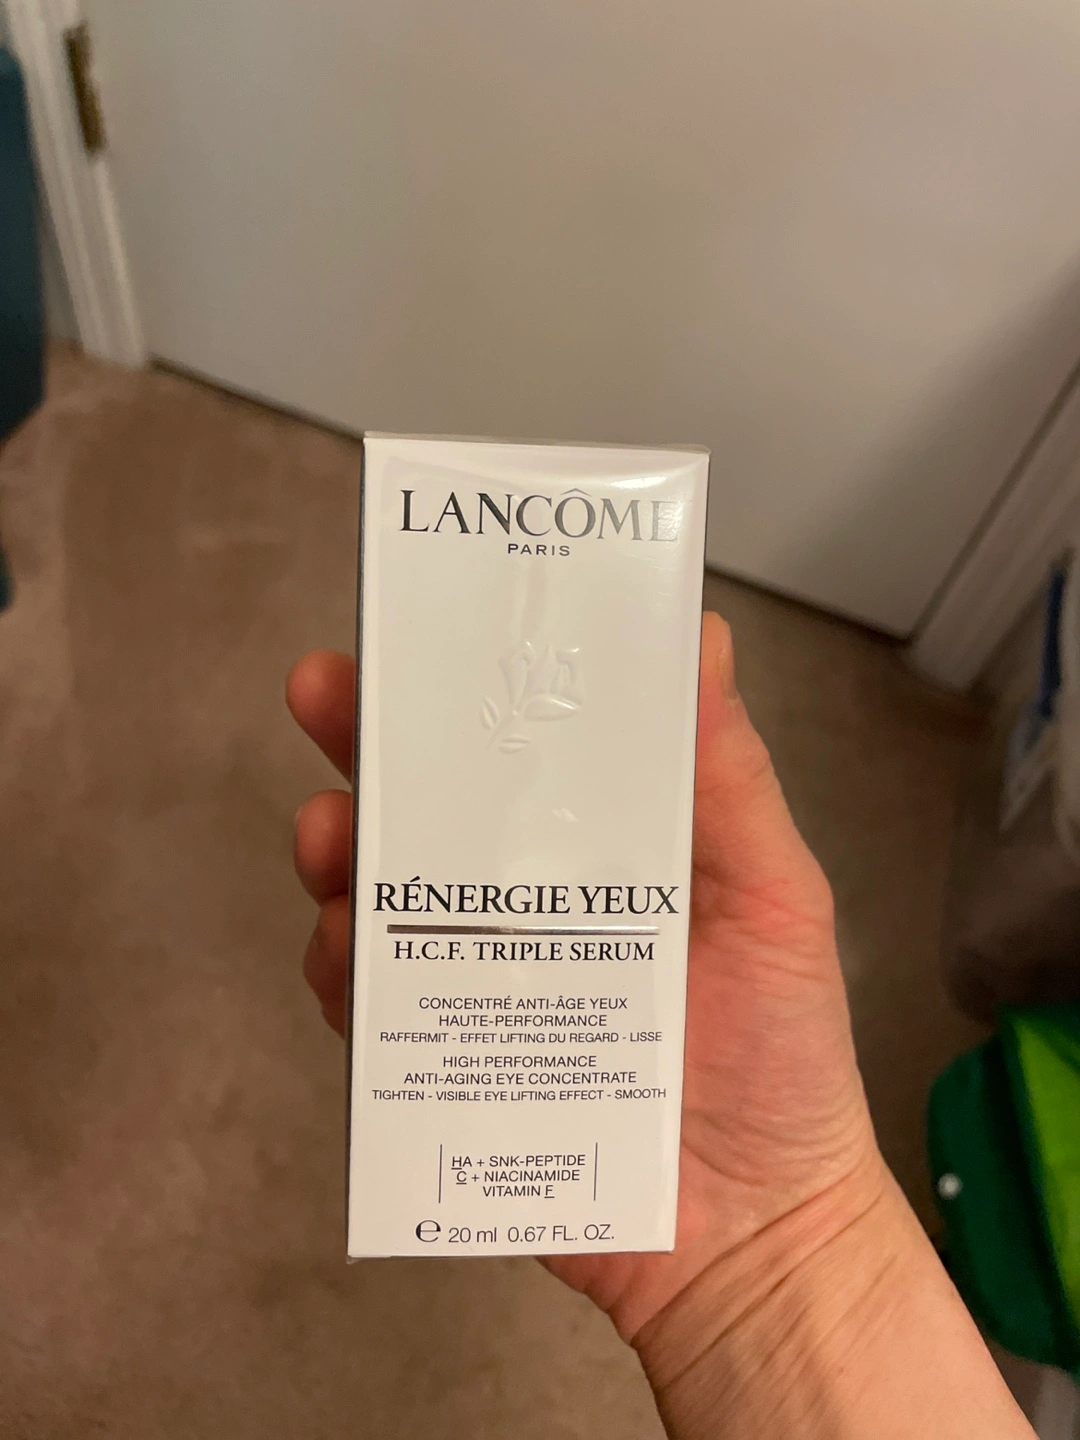 LANCÔME
PARIS
RÉNERGIE YEUX
H.C.F. TRIPLE SERUM
CONCENTRÉ ANTI-ÂGE YEUX
HAUTE-PERFORMANCE
RAFFERMIT - EFFET LIFTING DU REGARD - LISSE
HIGH PERFORMANCE
ANTI-AGING EYE CONCENTRATE
TIGHTEN - VISIBLE EYE LIFTING EFFECT - SMOOTH
HA + SNK-PEPTIDE
C + NIACINAMIDE
VITAMIN F
℮ 20 ml 0.67 FL. OZ.